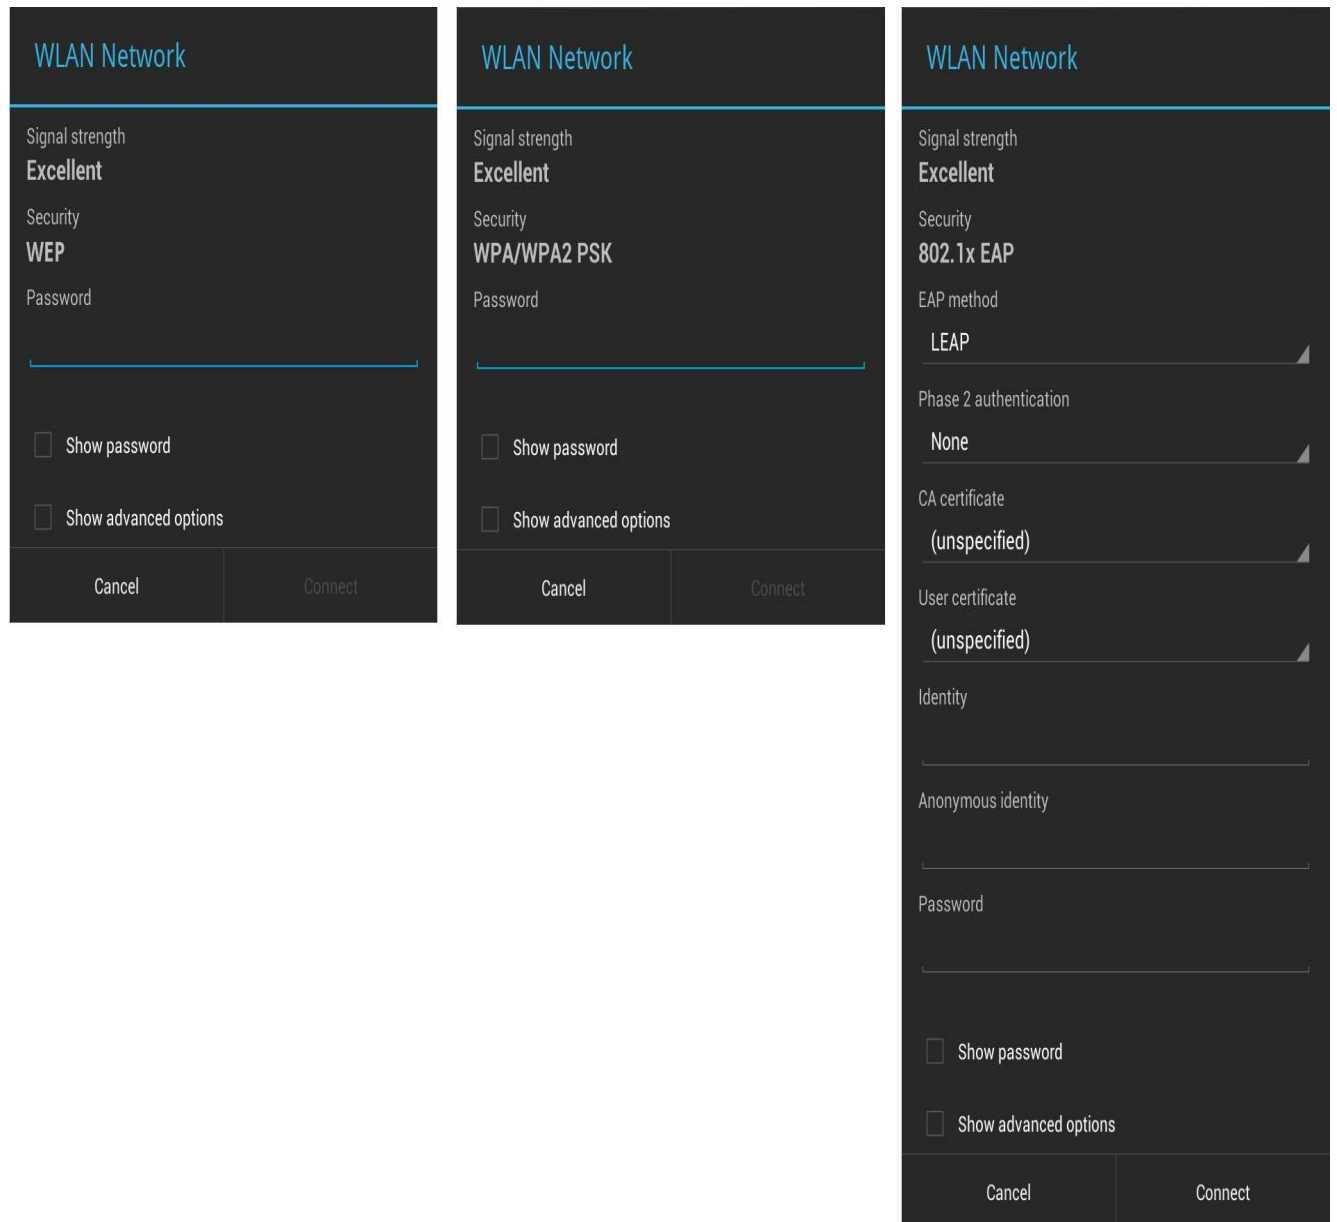 WLAN Network
Signal strength
Excellent
Security
WEP
Password
Show password
Show advanced options
Cancel
Connect
WLAN Network
Signal strength
Excellent
Security
WPA/WPA2 PSK
Password
Show password
Show advanced options
Cancel
Connect
WLAN Network
Signal strength
Excellent
Security
802.1x EAP
EAP method
LEAP
Phase 2 authentication
None
CA certificate
(unspecified)
User certificate
(unspecified)
Identity
Anonymous identity
Password
Show password
Show advanced options
Cancel
Connect